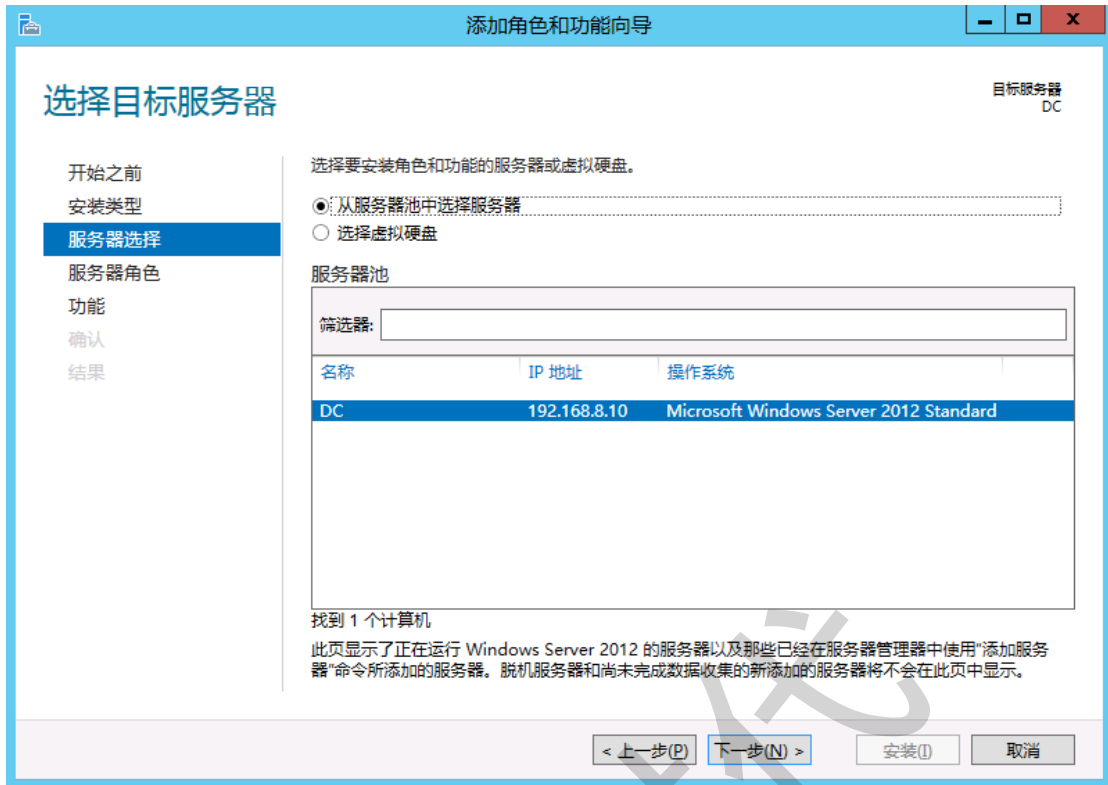 添加角色和功能向导
选择目标服务器
目标服务器
DC
开始之前
安装类型
服务器选择
服务器角色
功能
确认
结果
选择要安装角色和功能的服务器或虚拟硬盘。
从服务器池中选择服务器
选择虚拟硬盘
服务器池
筛选器:
名称 IP 地址 操作系统
DC 192.168.8.10 Microsoft Windows Server 2012 Standard
找到 1 个计算机
此页显示了正在运行 Windows Server 2012 的服务器以及那些已经在服务器管理器中使用"添加服务
器"命令所添加的服务器。脱机服务器和尚未完成数据收集的新添加的服务器将不会在此页中显示。
< 上一步(P) 下一步(N) > 安装(I) 取消